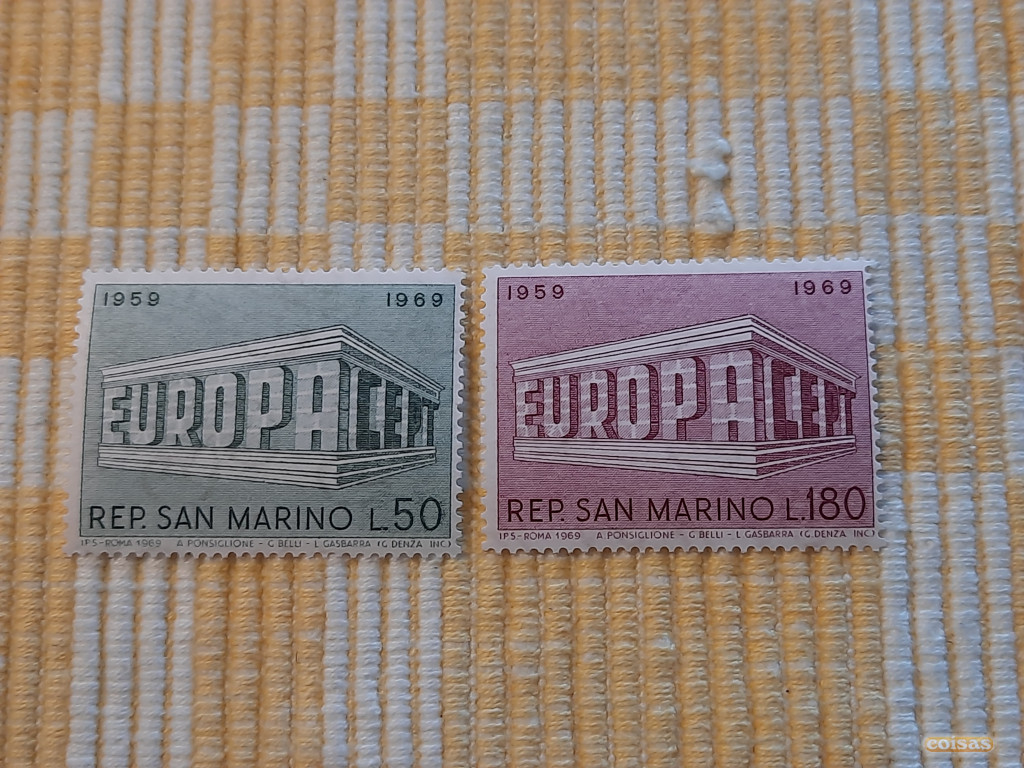 1959 1969
EUROPA CEPT
REP. SAN MARINO L.50
I.P.S.-ROMA 1969 A. PONSIGLIONE - G. BELLI - L. GASBARRA (G. DENZA INC)
1959 1969
EUROPA CEPT
REP. SAN MARINO L.180
I.P.S.-ROMA 1969 A. PONSIGLIONE - G. BELLI - L. GASBARRA (G. DENZA INC)
coisas